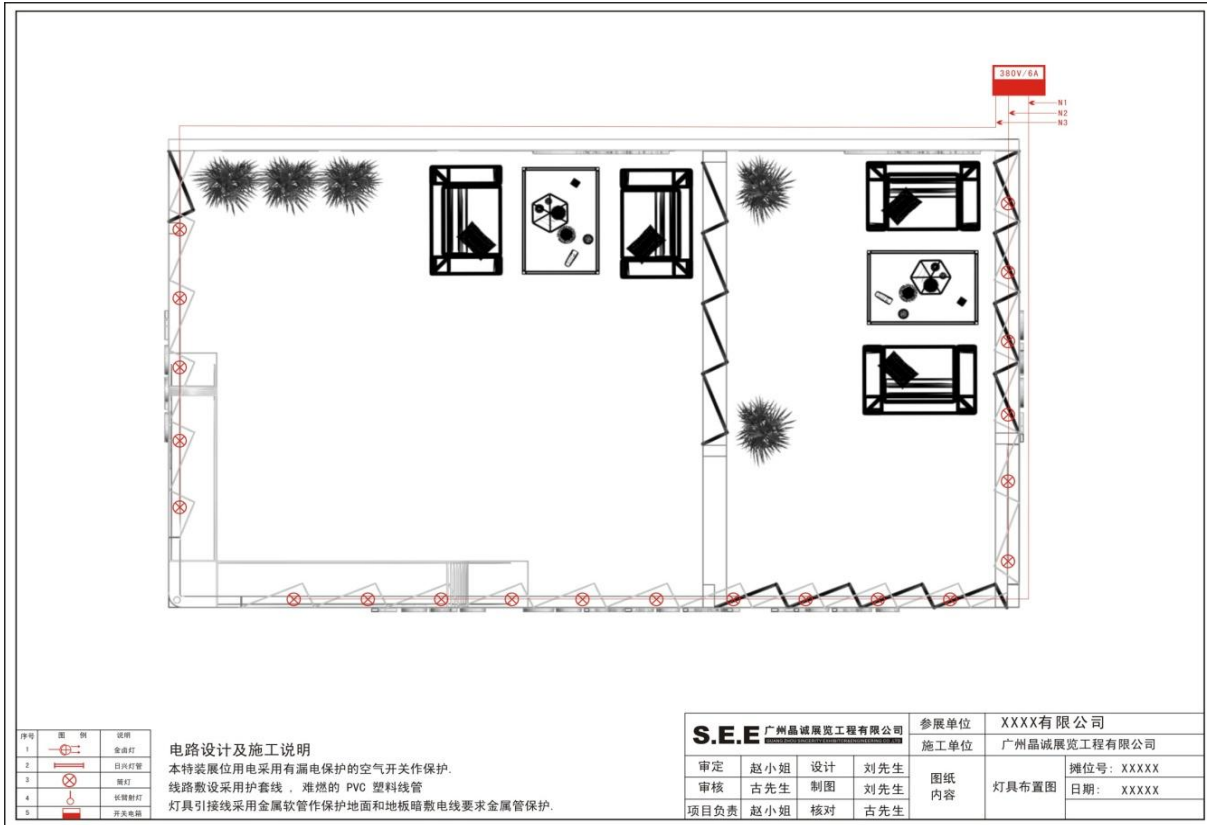 380V/6A
N1
N2
N3
序号 图 例 说明
1 金卤灯
2 日兴灯管
3 筒灯
4 长臂射灯
5 开关电箱
电路设计及施工说明
本特装展位用电采用有漏电保护的空气开关作保护.
线路敷设采用护套线 , 难燃的 PVC 塑料线管
灯具引接线采用金属软管作保护地面和地板暗敷电线要求金属管保护.
S.E.E 广州晶诚展览工程有限公司
参展单位 XXXX有限公司
施工单位 广州晶诚展览工程有限公司
审定 赵小姐 设计 刘先生
审核 古先生 制图 刘先生
项目负责 赵小姐 核对 古先生
图纸内容 灯具布置图
摊位号: XXXXX
日期: XXXXX